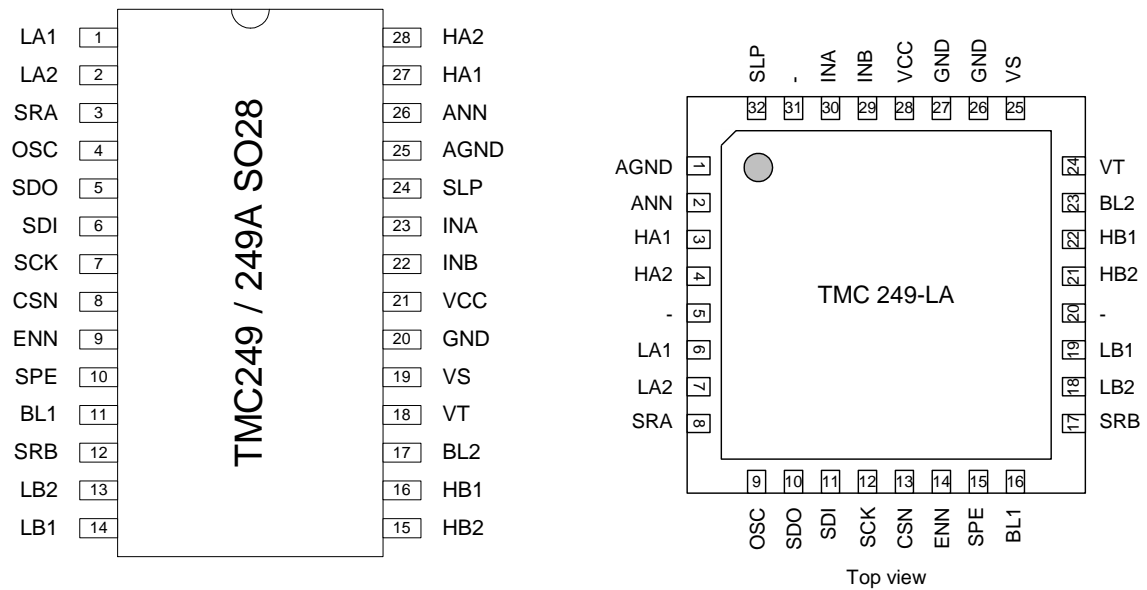 LA1 1 28 HA2
LA2 2 27 HA1
SRA 3 26 ANN
OSC 4 25 AGND
SDO 5 24 SLP
SDI 6 23 INA
SCK 7 22 INB
CSN 8 21 VCC
ENN 9 20 GND
SPE 10 19 VS
BL1 11 18 VT
SRB 12 17 BL2
LB2 13 16 HB1
LB1 14 15 HB2
TMC249 / 249A SO28
SLP - INA INB VCC GND GND VS
32 31 30 29 28 27 26 25
AGND 1 24 VT
ANN 2 23 BL2
HA1 3 22 HB1
HA2 4 21 HB2
- 5 20 -
LA1 6 19 LB1
LA2 7 18 LB2
SRA 8 17 SRB
TMC 249-LA
9 10 11 12 13 14 15 16
OSC SDO SDI SCK CSN ENN SPE BL1
Top view